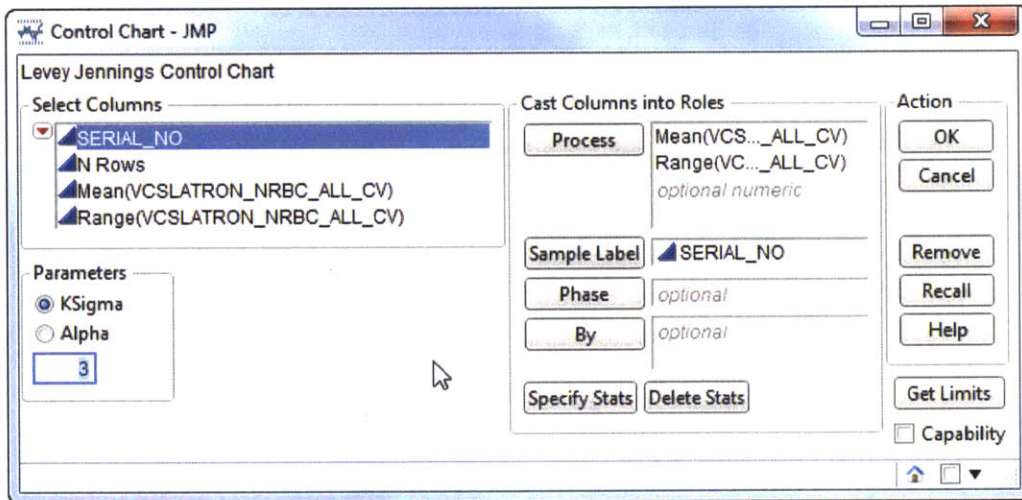 Control Chart - JMP
Levey Jennings Control Chart
Select Columns
SERIAL_NO
N Rows
Mean(VCSLATRON_NRBC_ALL_CV)
Range(VCSLATRON_NRBC_ALL_CV)
Parameters
KSigma
Alpha
3
Cast Columns into Roles
Process
Mean(VCS..._ALL_CV)
Range(VC..._ALL_CV)
optional numeric
Sample Label
SERIAL_NO
Phase
optional
By
optional
Specify Stats
Delete Stats
Action
OK
Cancel
Remove
Recall
Help
Get Limits
Capability